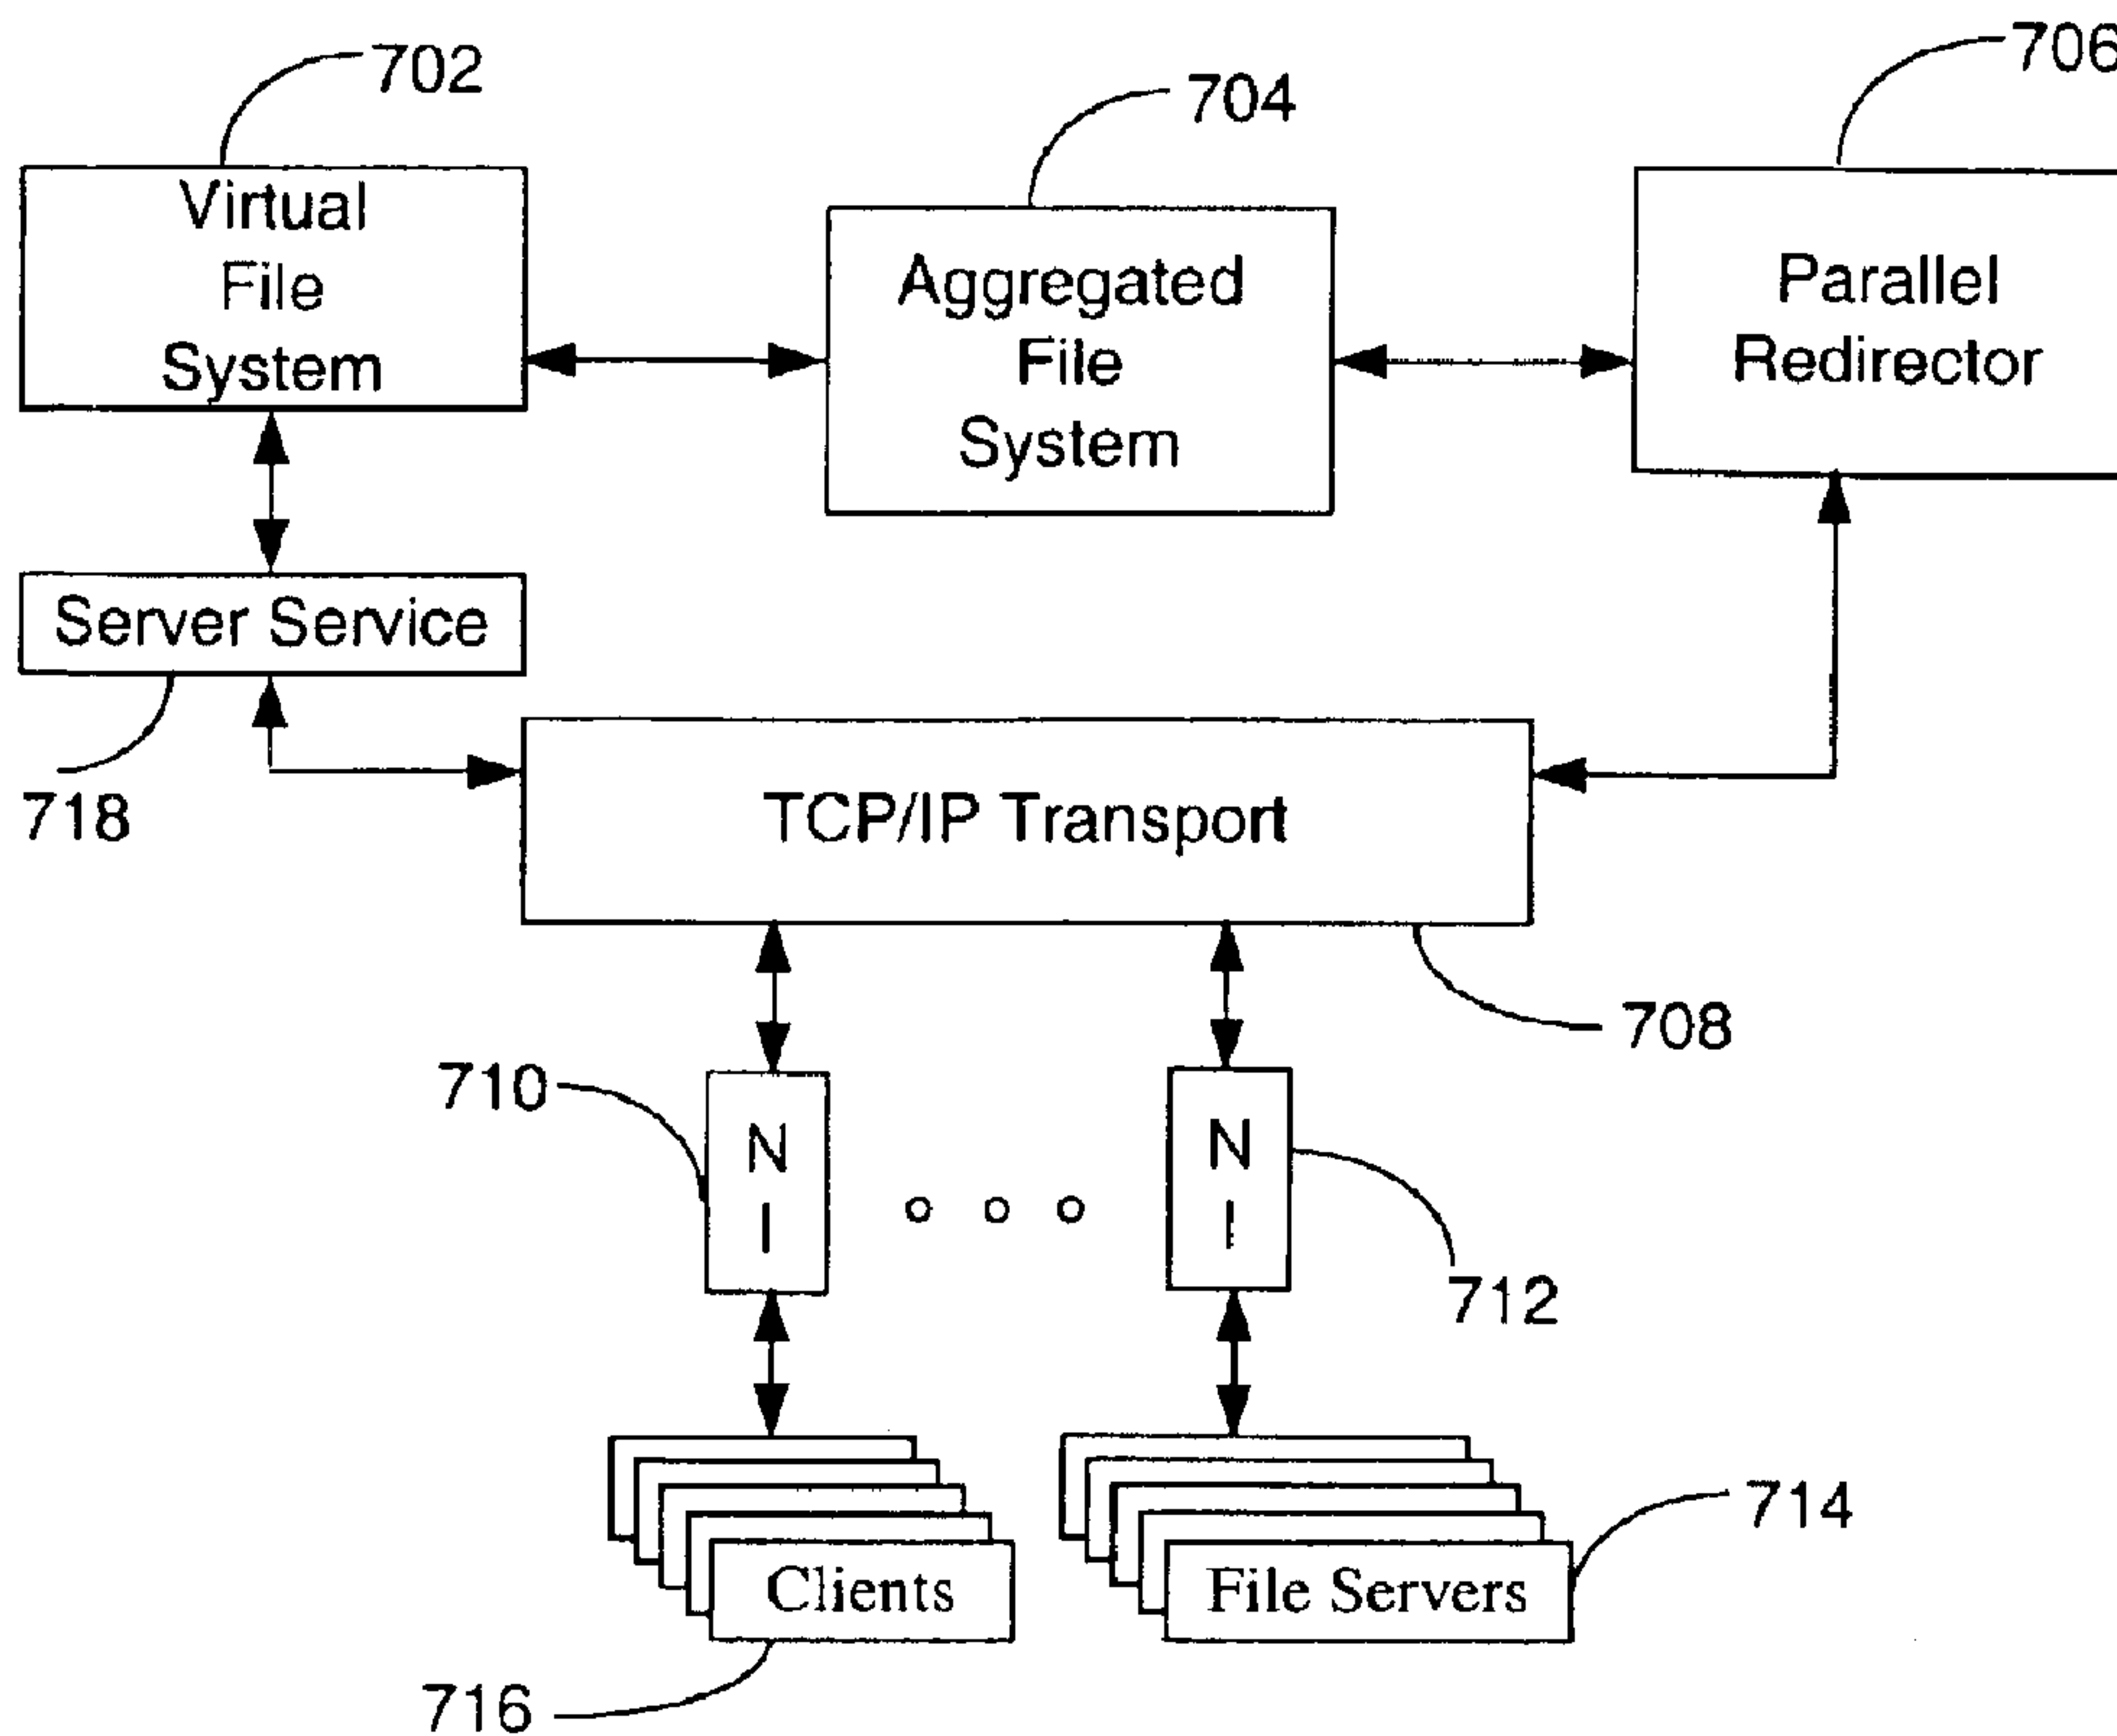 702
704
706
Virtual
File
System
Aggregated
File
System
Parallel
Redirector
Server Service
718
TCP/IP Transport
708
710
N
I
N
I
712
Clients
File Servers
714
716